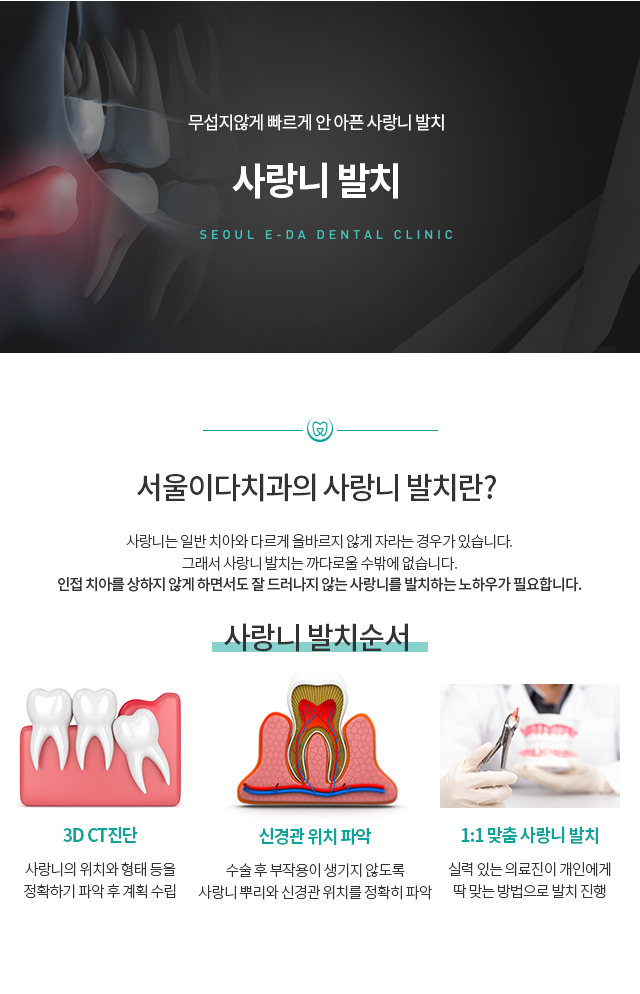 무섭지않게 빠르게 안 아픈 사랑니 발치
사랑니 발치
SEOUL E-DA DENTAL CLINIC
서울이다치과의 사랑니 발치란?
사랑니는 일반 치아와 다르게 올바르지 않게 자라는 경우가 있습니다.
그래서 사랑니 발치는 까다로울 수밖에 없습니다.
인접 치아를 상하지 않게 하면서도 잘 드러나지 않는 사랑니를 발치하는 노하우가 필요합니다.
사랑니 발치순서
3D CT진단
사랑니의 위치와 형태 등을
정확하기 파악 후 계획 수립
신경관 위치 파악
수술 후 부작용이 생기지 않도록
사랑니 뿌리와 신경관 위치를 정확히 파악
1:1 맞춤 사랑니 발치
실력 있는 의료진이 개인에게
딱 맞는 방법으로 발치 진행